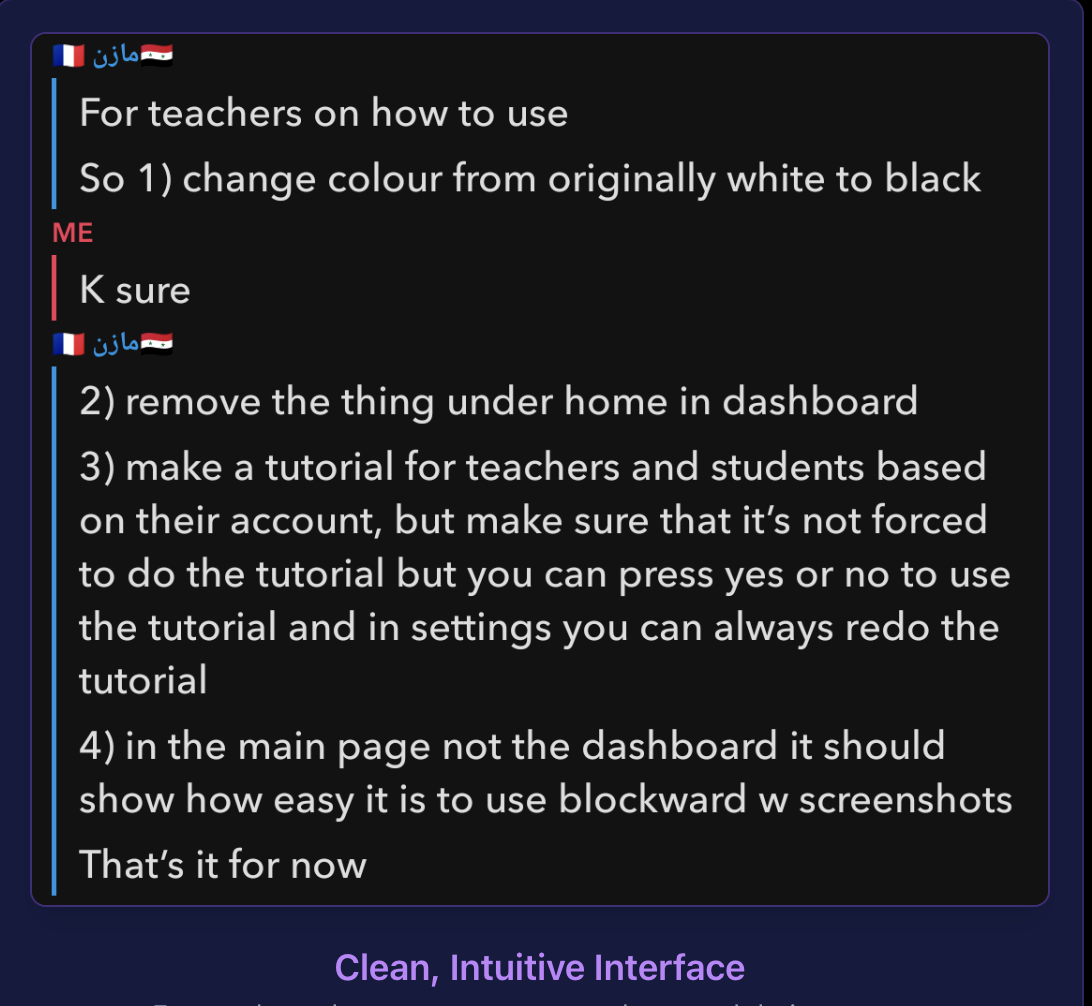 🇫🇷 مازن🇸🇾
For teachers on how to use
So 1) change colour from originally white to black
ME
K sure
🇫🇷 مازن🇸🇾
2) remove the thing under home in dashboard
3) make a tutorial for teachers and students based
on their account, but make sure that it’s not forced
to do the tutorial but you can press yes or no to use
the tutorial and in settings you can always redo the
tutorial
4) in the main page not the dashboard it should
show how easy it is to use blockward w screenshots
That’s it for now
Clean, Intuitive Interface